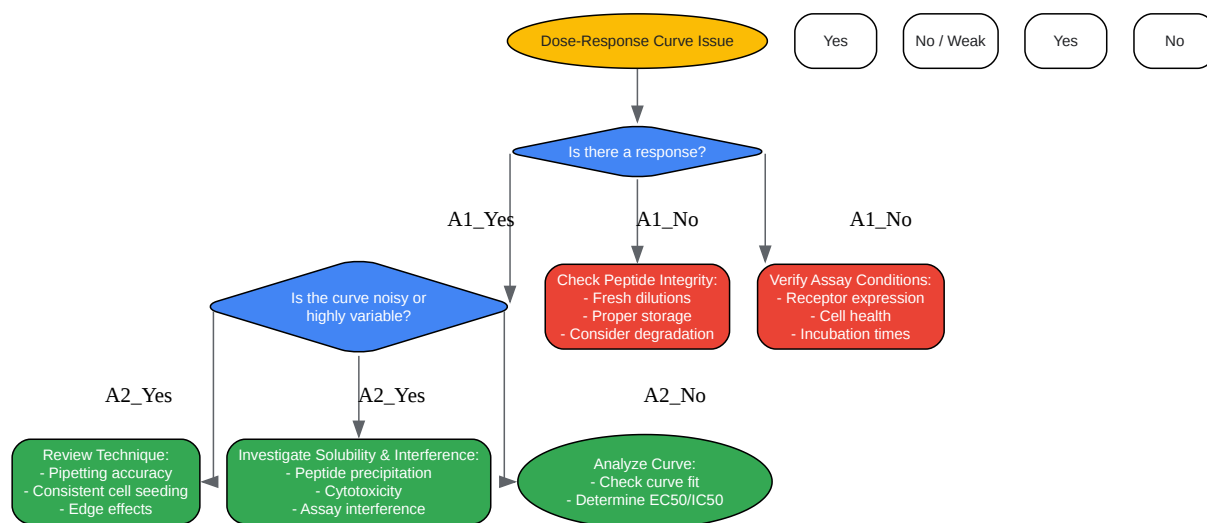 Dose-Response Curve Issue
Yes
No / Weak
Yes
No
Is there a response?
A1_Yes
A1_No
A1_No
Check Peptide Integrity:
- Fresh dilutions
- Proper storage
- Consider degradation
Verify Assay Conditions:
- Receptor expression
- Cell health
- Incubation times
Is the curve noisy or
highly variable?
A2_Yes
A2_Yes
A2_No
Review Technique:
- Pipetting accuracy
- Consistent cell seeding
- Edge effects
Investigate Solubility & Interference:
- Peptide precipitation
- Cytotoxicity
- Assay interference
Analyze Curve:
- Check curve fit
- Determine EC50/IC50